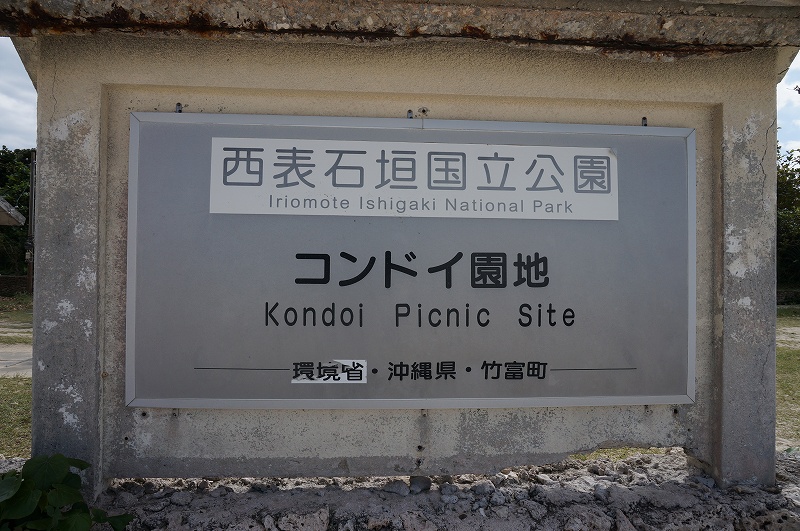 西表石垣国立公園
Iriomote Ishigaki National Park
コンドイ園地
Kondoi Picnic Site
環境省・沖縄県・竹富町